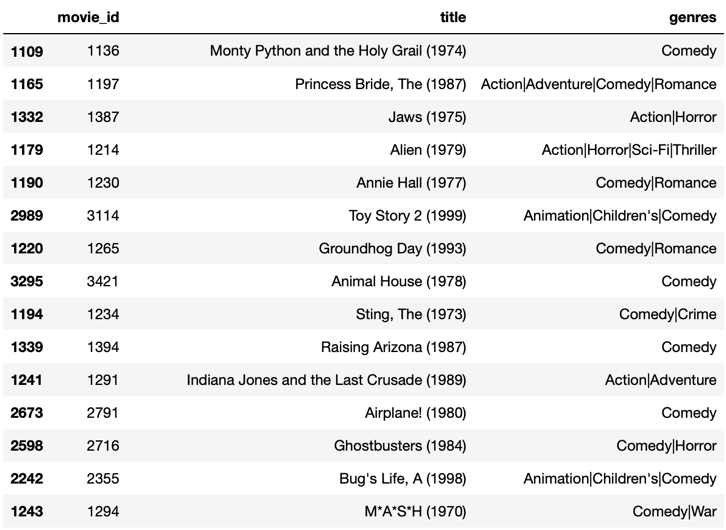 movie_id title genres
1109 1136 Monty Python and the Holy Grail (1974) Comedy
1165 1197 Princess Bride, The (1987) Action|Adventure|Comedy|Romance
1332 1387 Jaws (1975) Action|Horror
1179 1214 Alien (1979) Action|Horror|Sci-Fi|Thriller
1190 1230 Annie Hall (1977) Comedy|Romance
2989 3114 Toy Story 2 (1999) Animation|Children's|Comedy
1220 1265 Groundhog Day (1993) Comedy|Romance
3295 3421 Animal House (1978) Comedy
1194 1234 Sting, The (1973) Comedy|Crime
1339 1394 Raising Arizona (1987) Comedy
1241 1291 Indiana Jones and the Last Crusade (1989) Action|Adventure
2673 2791 Airplane! (1980) Comedy
2598 2716 Ghostbusters (1984) Comedy|Horror
2242 2355 Bug's Life, A (1998) Animation|Children's|Comedy
1243 1294 M*A*S*H (1970) Comedy|War